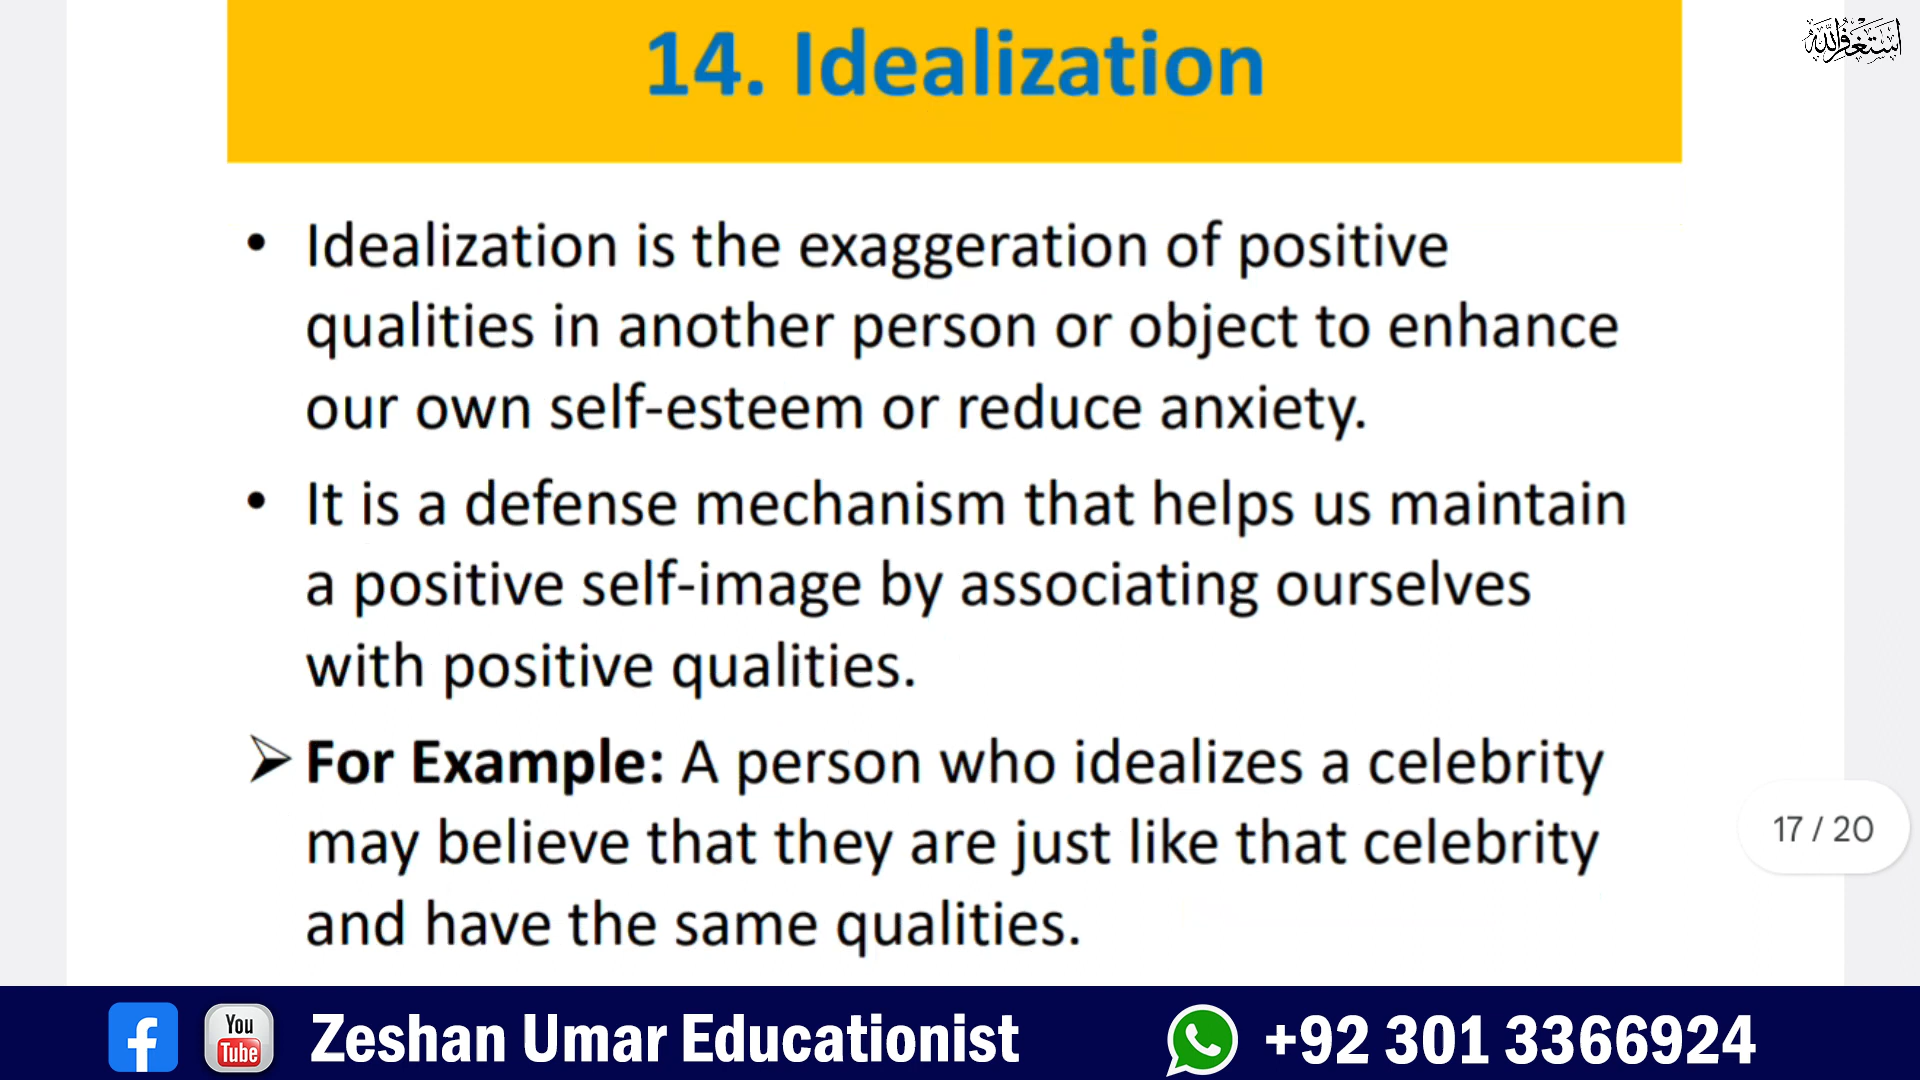 14. Idealization
أستغفر الله
• Idealization is the exaggeration of positive
qualities in another person or object to enhance
our own self-esteem or reduce anxiety.
• It is a defense mechanism that helps us maintain
a positive self-image by associating ourselves
with positive qualities.
➢ For Example: A person who idealizes a celebrity
may believe that they are just like that celebrity
and have the same qualities.
17 / 20
You
Tube
Zeshan Umar Educationist
+92 301 3366924